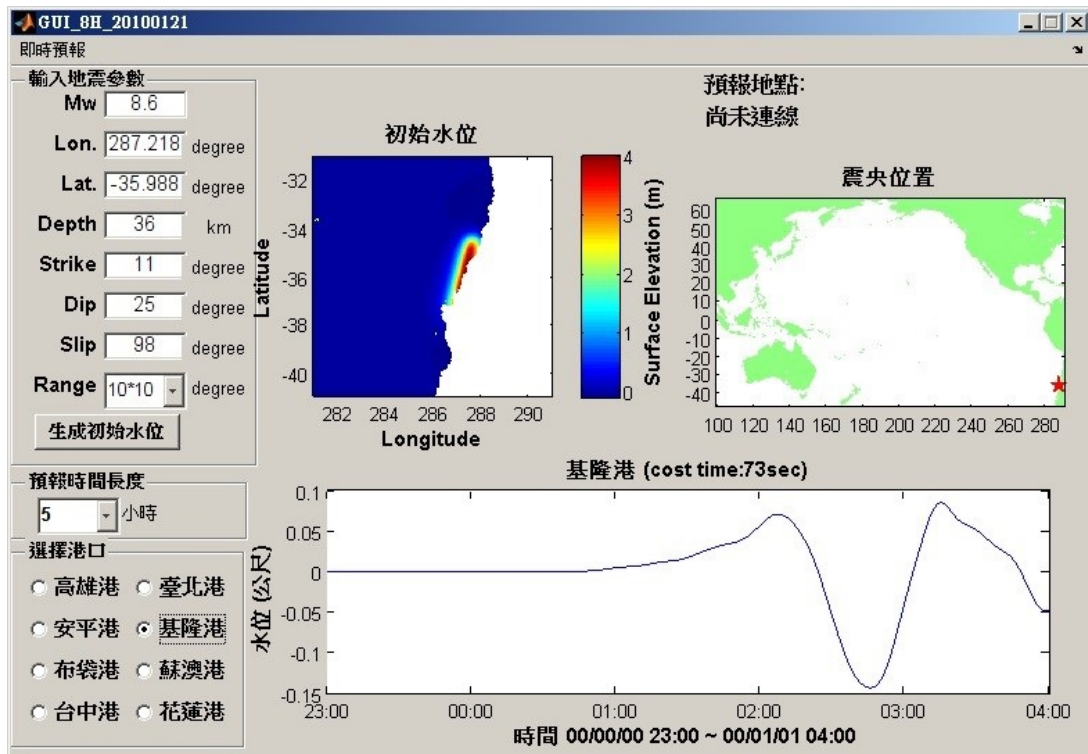 GUI_8H_20100121
即時預報
輸入地震參數
Mw 8.6
Lon. 287.218 degree
Lat. -35.988 degree
Depth 36 km
Strike 11 degree
Dip 25 degree
Slip 98 degree
Range 10*10 degree
生成初始水位
預報時間長度
5 小時
選擇港口
高雄港 臺北港
安平港 基隆港
布袋港 蘇澳港
台中港 花蓮港
預報地點:
尚未連線
初始水位
-32
-34
-36
-38
-40
Latitude
282 284 286 288 290
Longitude
4
3
2
1
0
Surface Elevation (m)
震央位置
60
50
40
30
20
10
0
-10
-20
-30
-40
100 120 140 160 180 200 220 240 260 280
基隆港 (cost time:73sec)
0.1
0.05
0
-0.05
-0.1
-0.15
水位 (公尺)
23:00 00:00 01:00 02:00 03:00 04:00
時間 00/00/00 23:00 ~ 00/01/01 04:00